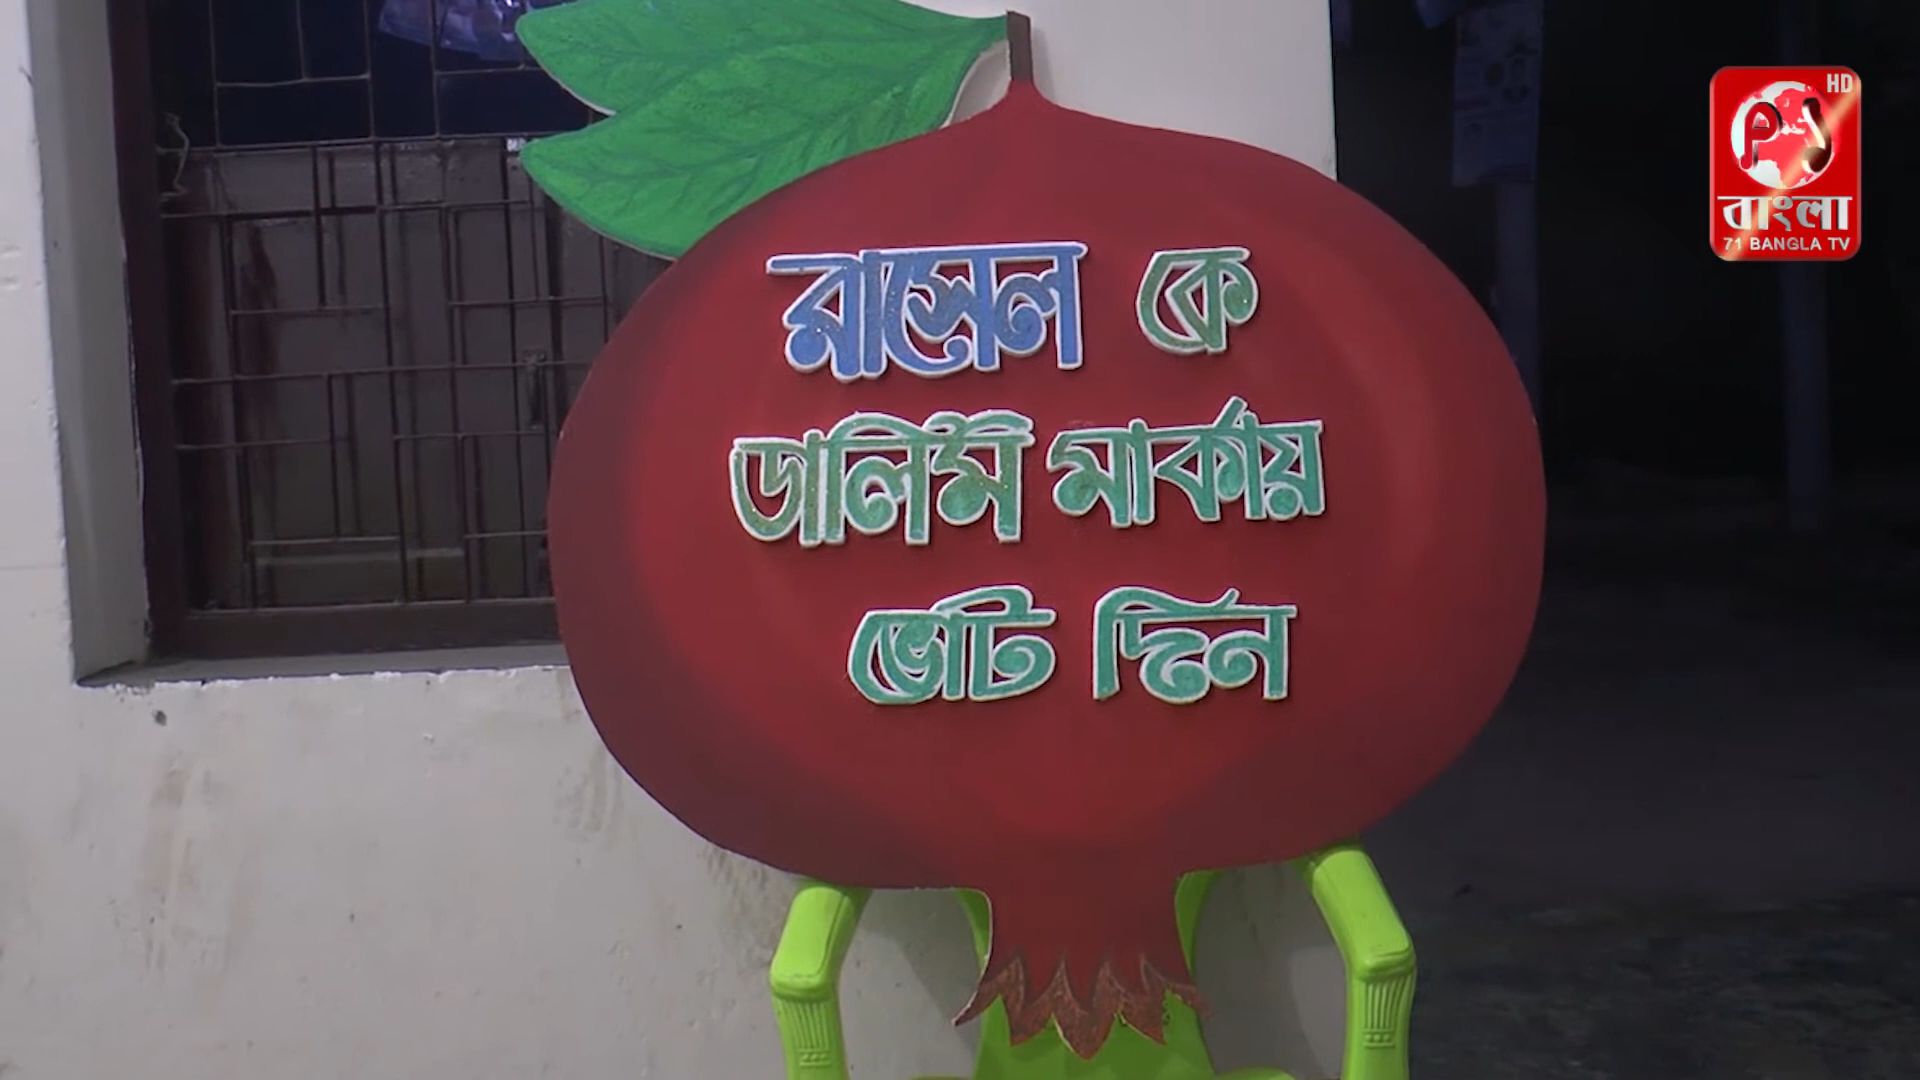 রাসেল কে
ডালিম মার্কায়
ভোট দিন
HD
বাংলা
71 BANGLA TV